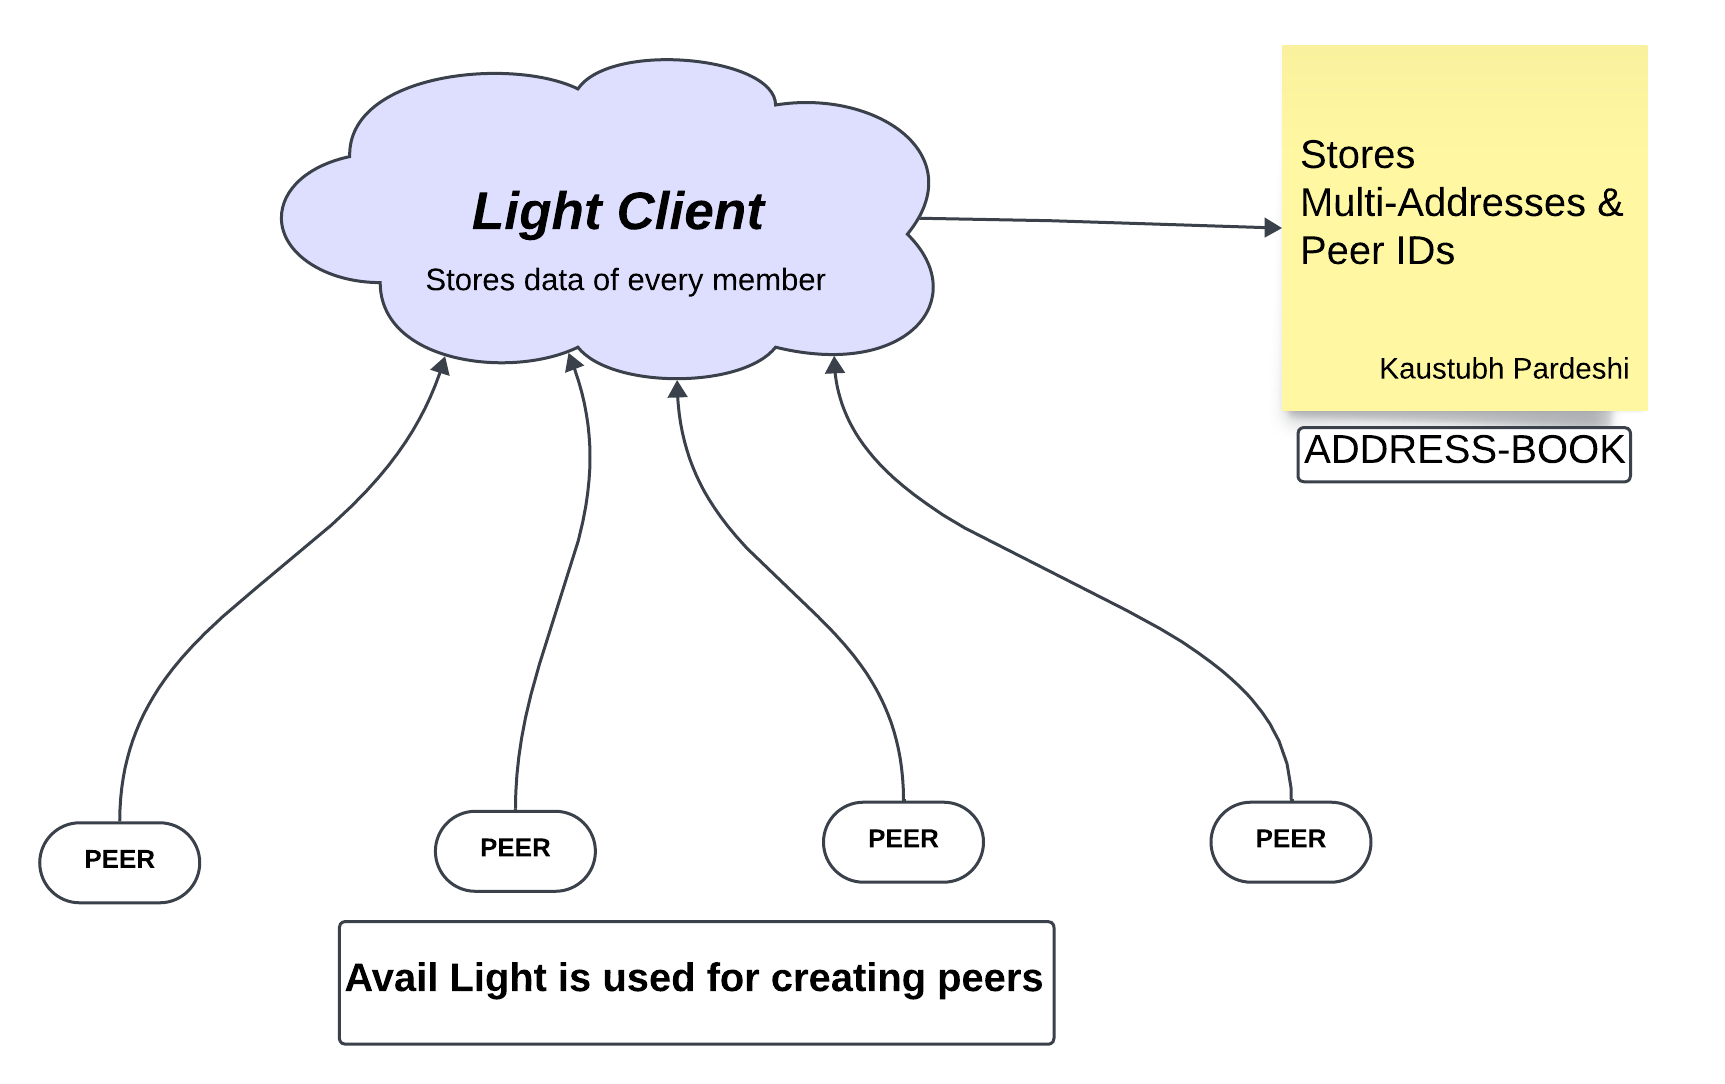 Light Client
Stores data of every member
Stores
Multi-Addresses &
Peer IDs
Kaustubh Pardeshi
ADDRESS-BOOK
PEER
PEER
PEER
PEER
Avail Light is used for creating peers